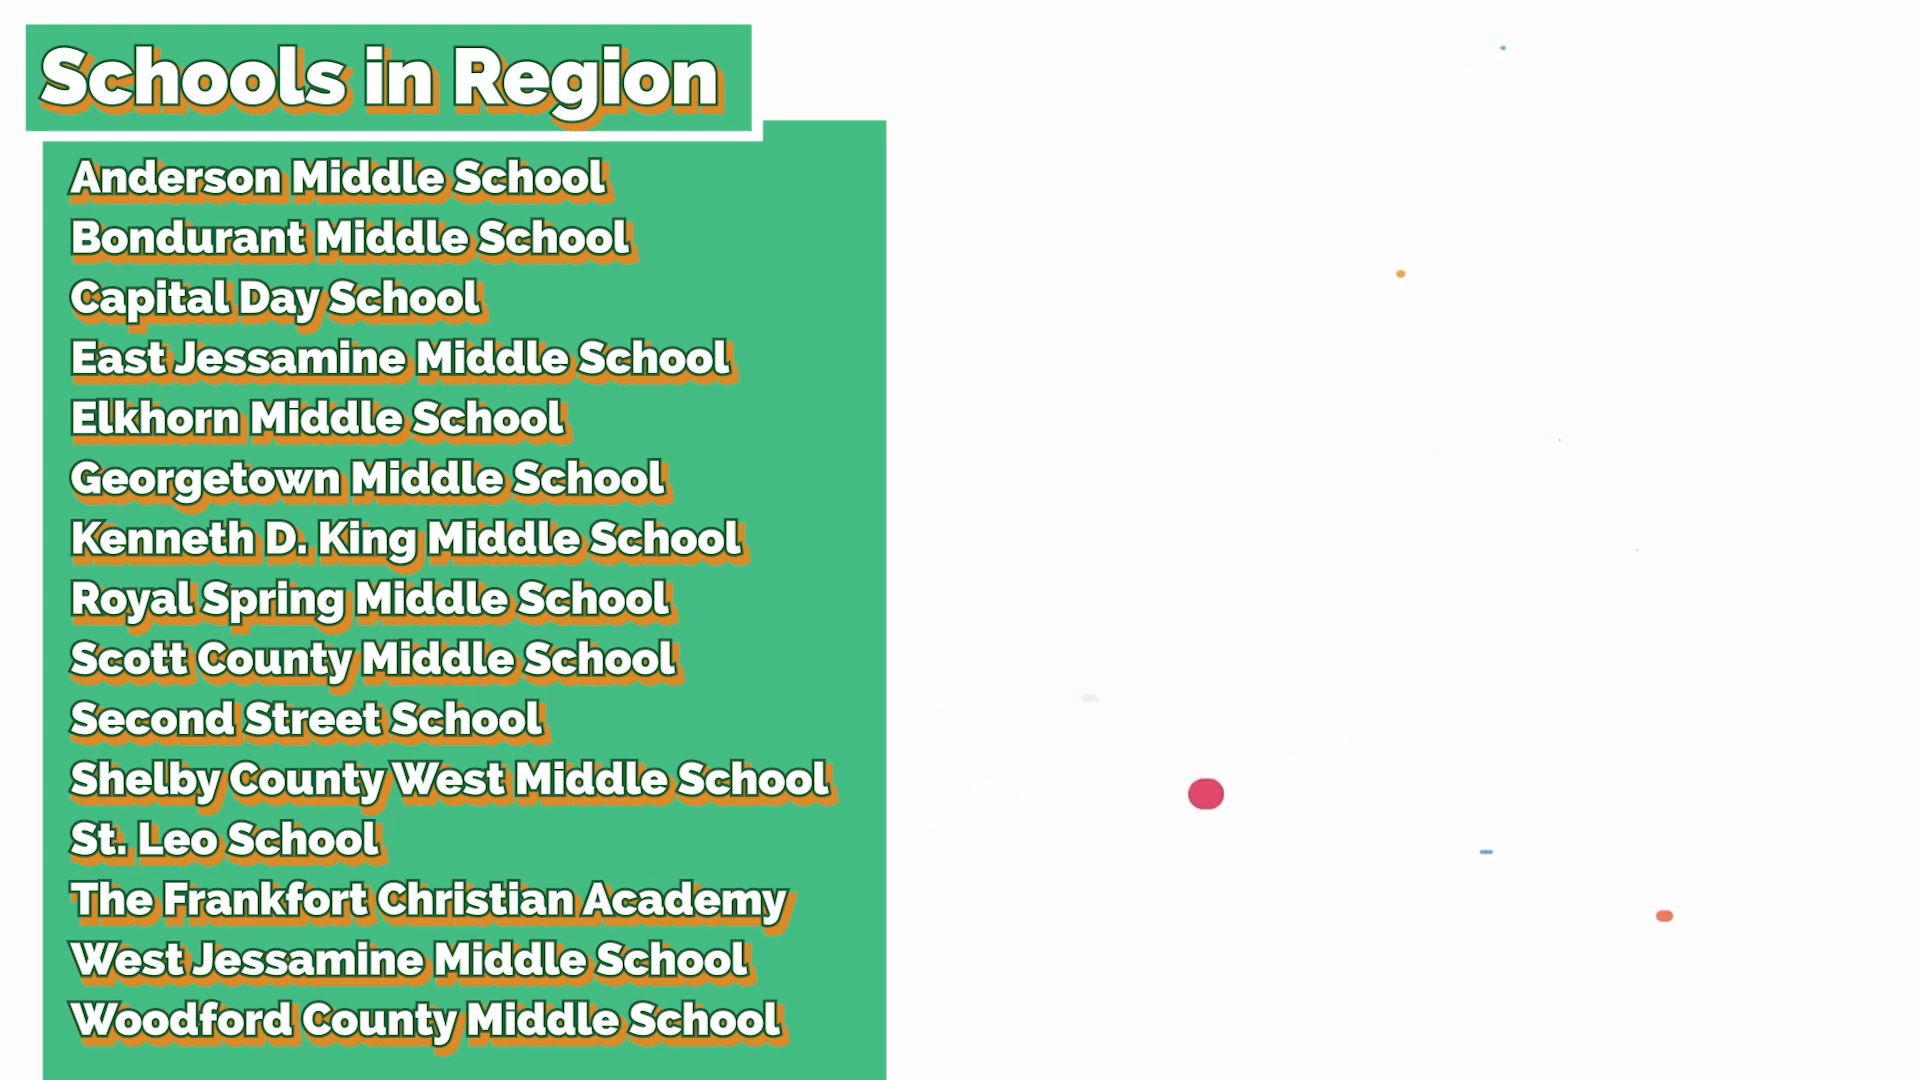 Schools in Region
Anderson Middle School
Bondurant Middle School
Capital Day School
East Jessamine Middle School
Elkhorn Middle School
Georgetown Middle School
Kenneth D. King Middle School
Royal Spring Middle School
Scott County Middle School
Second Street School
Shelby County West Middle School
St. Leo School
The Frankfort Christian Academy
West Jessamine Middle School
Woodford County Middle School